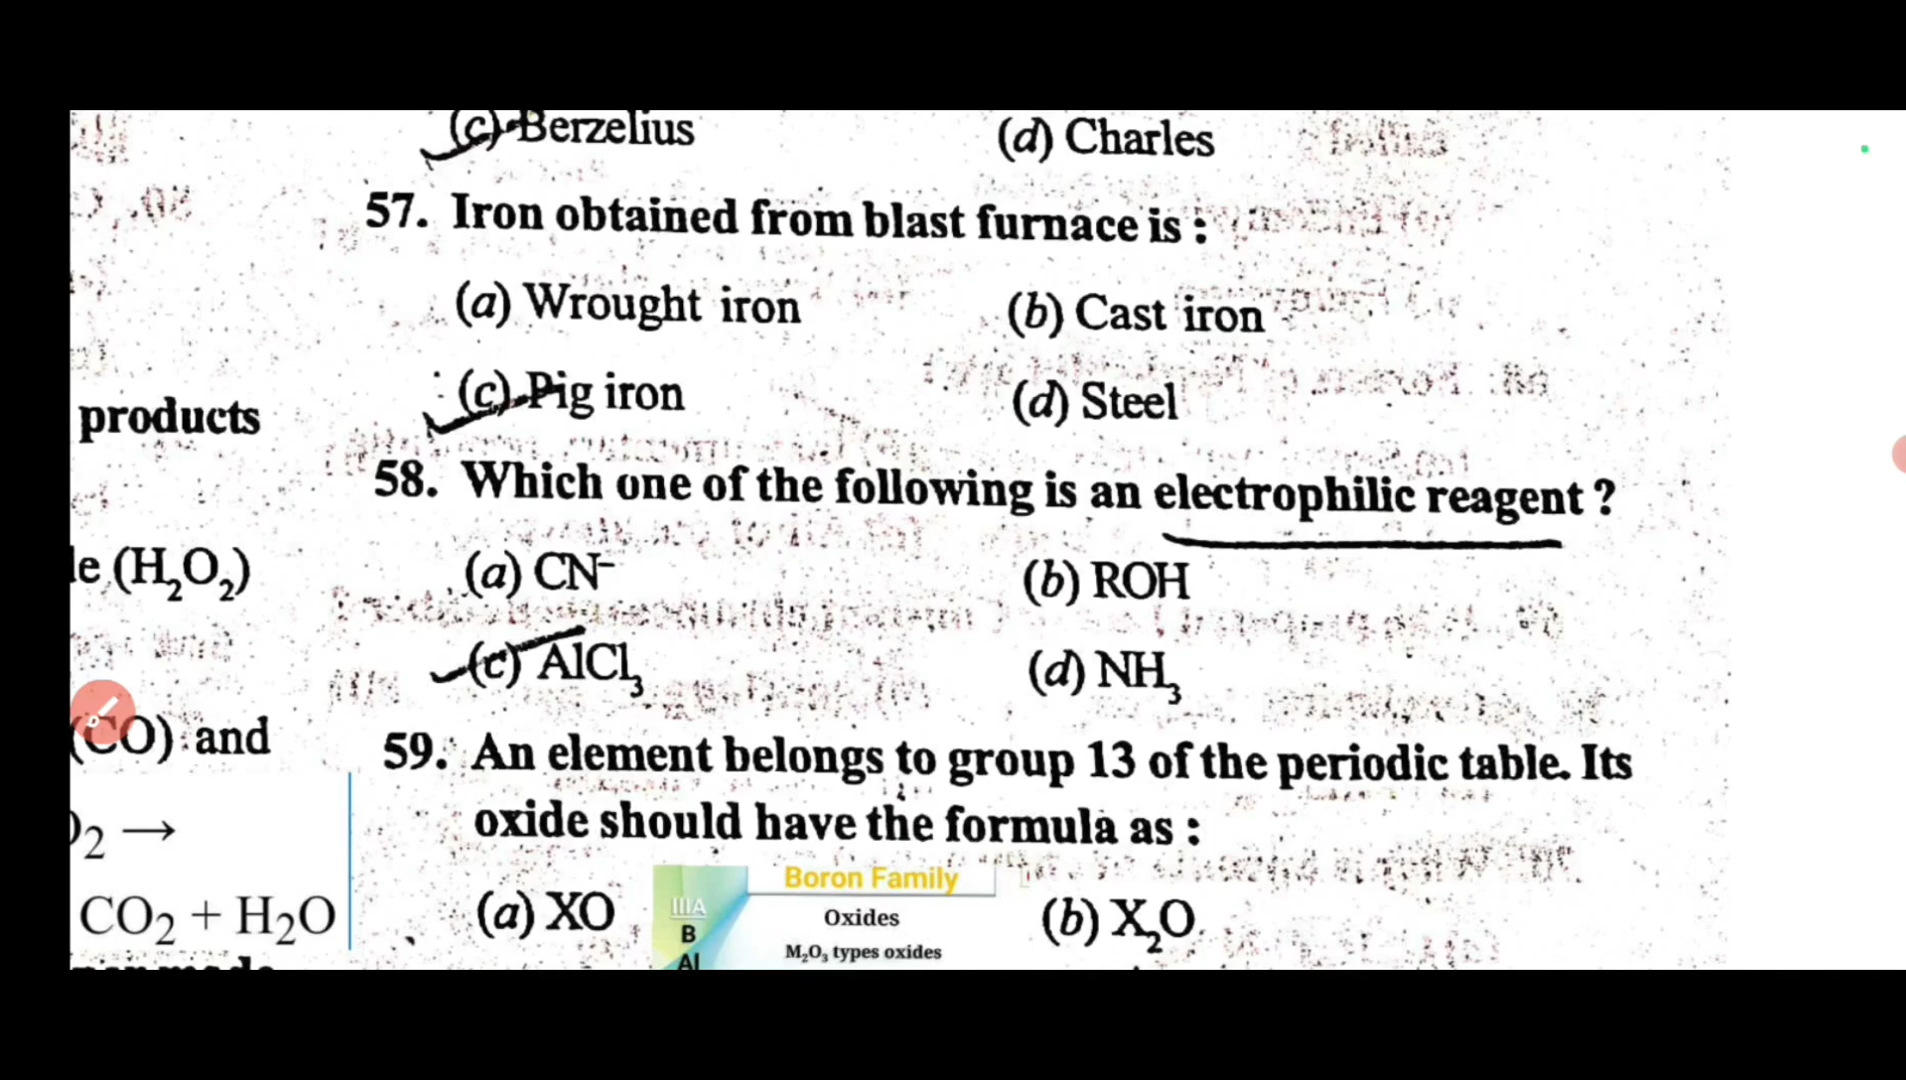 (c) Berzelius (d) Charles
57. Iron obtained from blast furnace is :
(a) Wrought iron (b) Cast iron
(c) Pig iron (d) Steel
58. Which one of the following is an electrophilic reagent ?
(a) CN⁻ (b) ROH
(c) AlCl₃ (d) NH₃
59. An element belongs to group 13 of the periodic table. Its
oxide should have the formula as :
(a) XO (b) X₂O
Boron Family
IIIA
Oxides
B
M₂O₃ types oxides
Al
products
(H₂O₂)
(CO) and
₂ →
CO₂ + H₂O